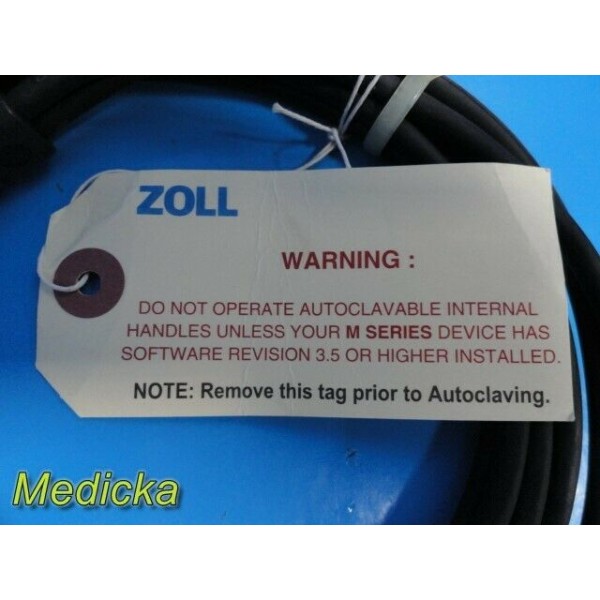 ZOLL
WARNING :
DO NOT OPERATE AUTOCLAVABLE INTERNAL
HANDLES UNLESS YOUR M SERIES DEVICE HAS
SOFTWARE REVISION 3.5 OR HIGHER INSTALLED.
NOTE: Remove this tag prior to Autoclaving.
Medicka